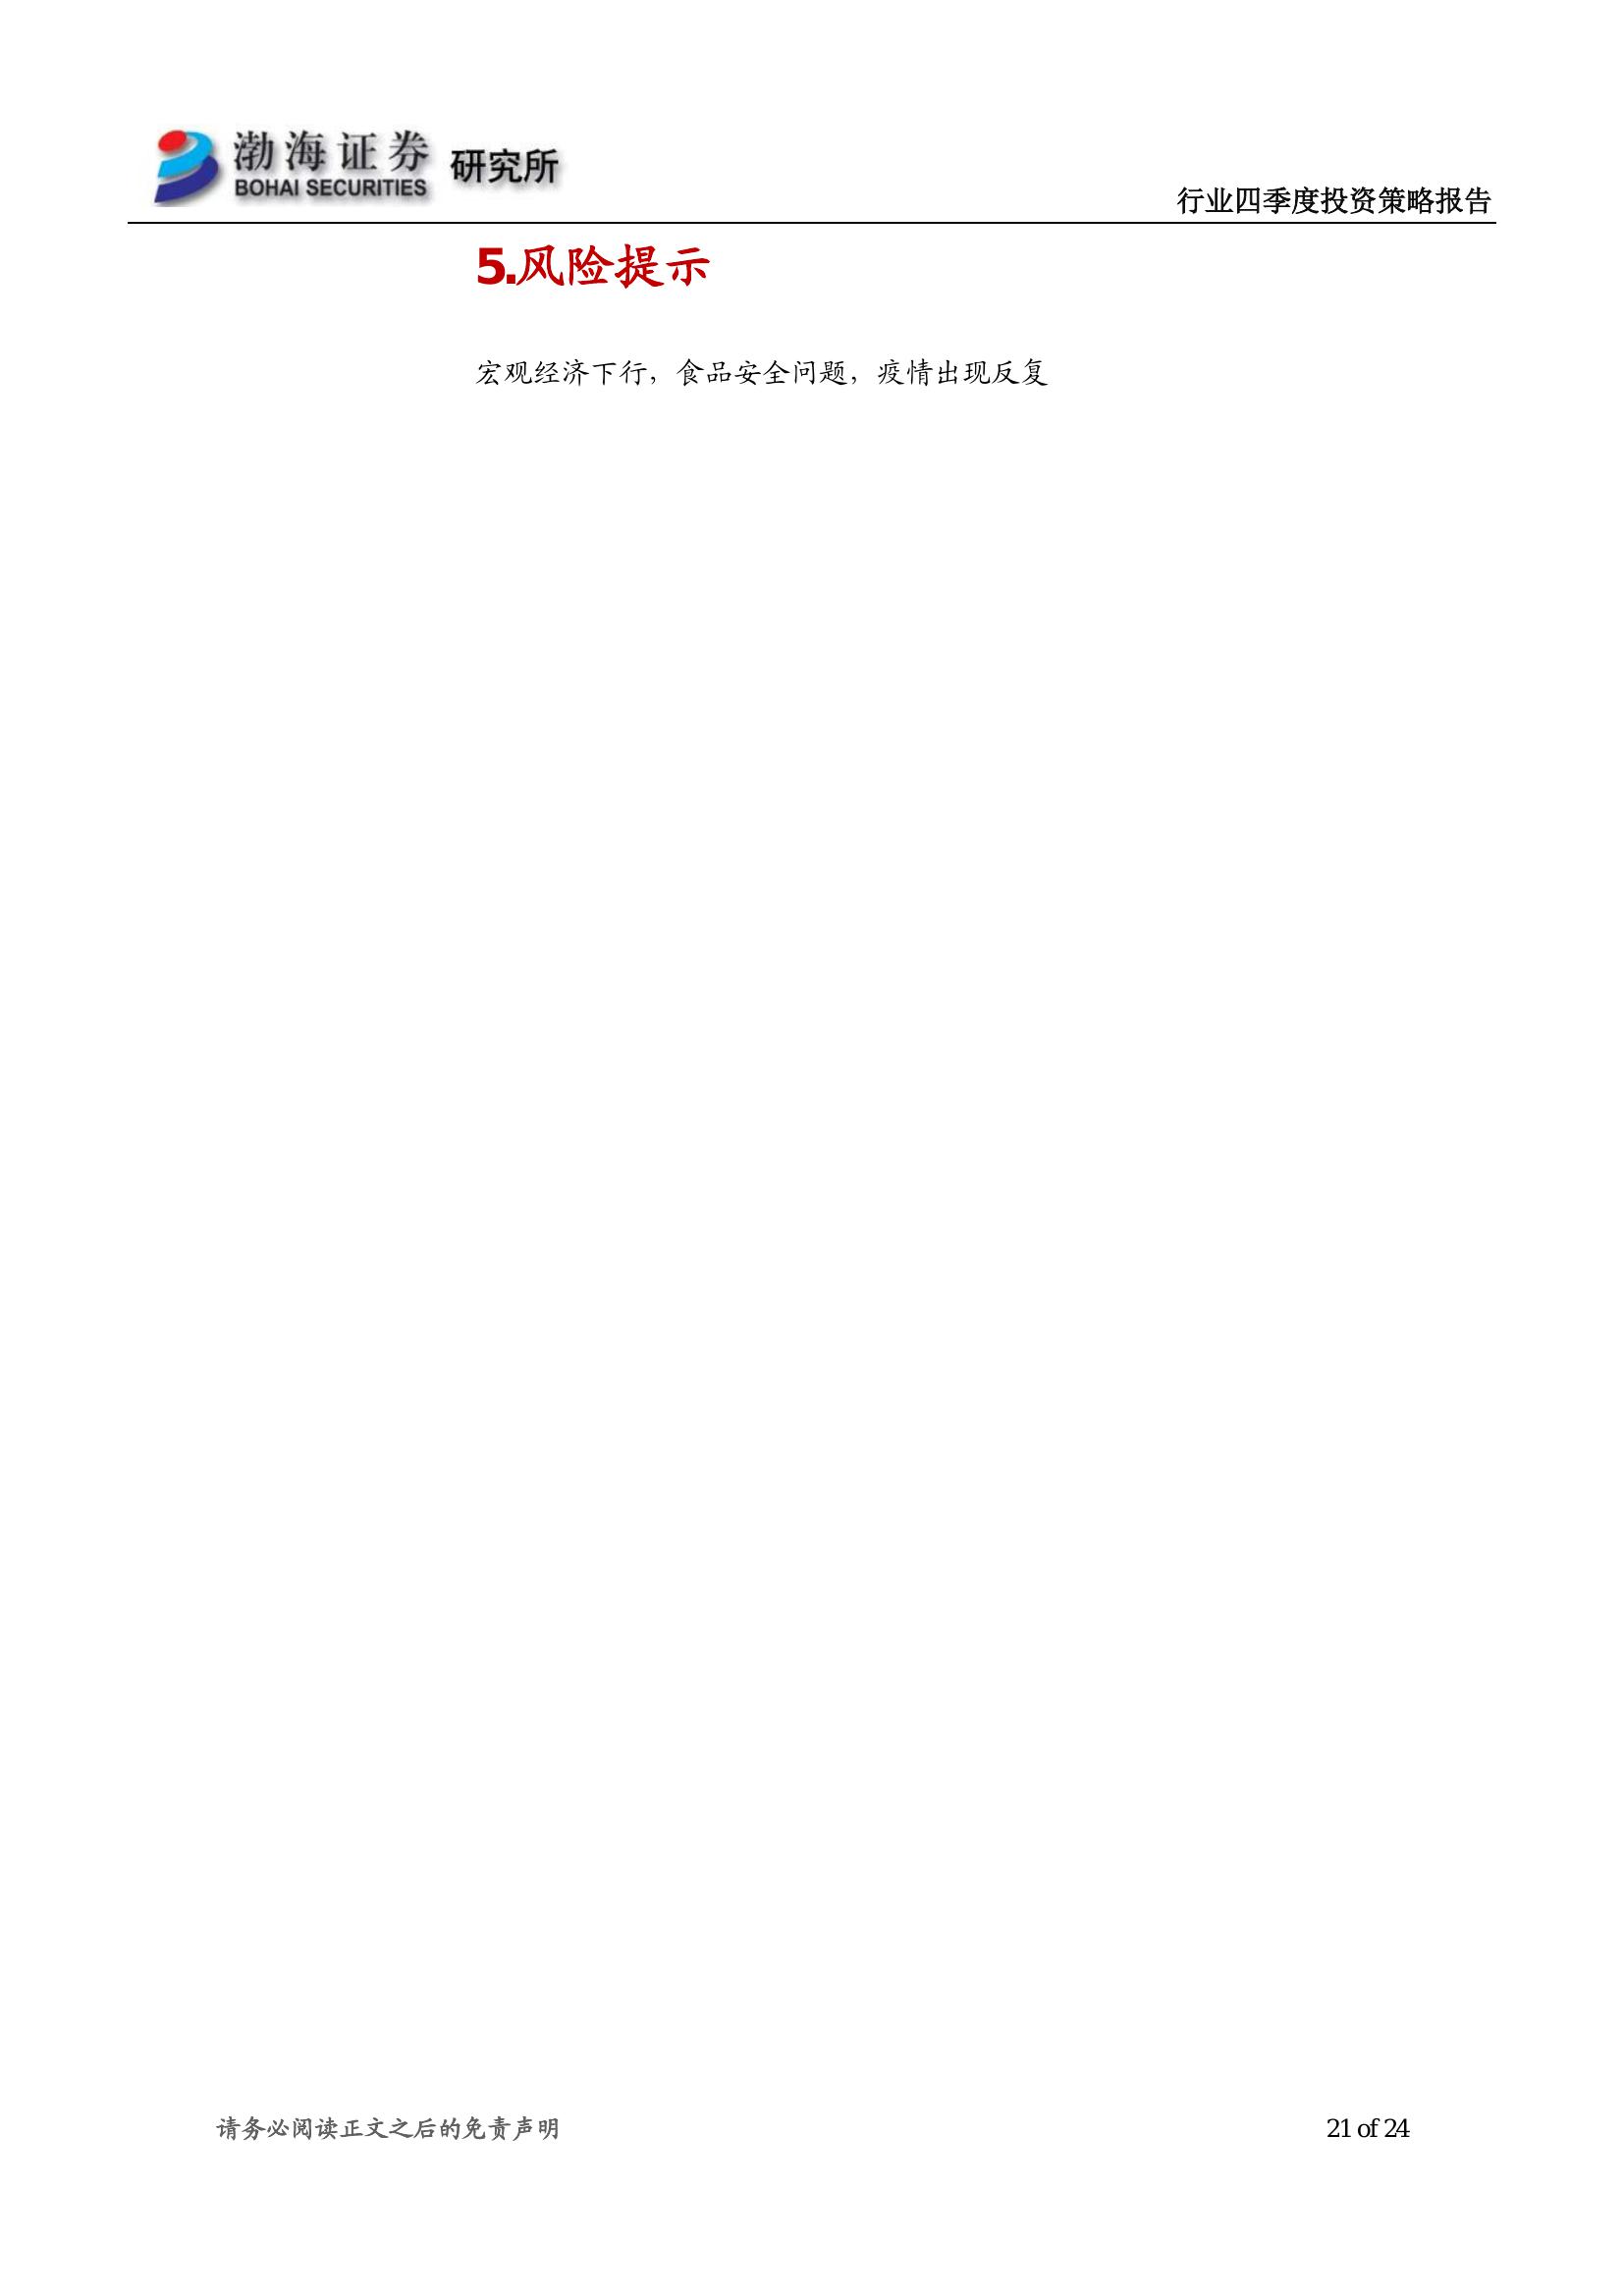 渤海证券 研究所
BOHAI SECURITIES
行业四季度投资策略报告
5.风险提示
宏观经济下行，食品安全问题，疫情出现反复
请务必阅读正文之后的免责声明
21 of 24